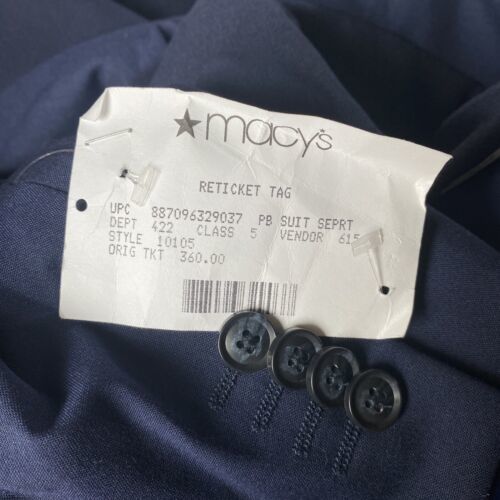 ★macy's
RETICKET TAG
UPC 887096329037 PB SUIT SEPRT
DEPT 422 CLASS 5 VENDOR 615
STYLE 10105
ORIG TKT 360.00